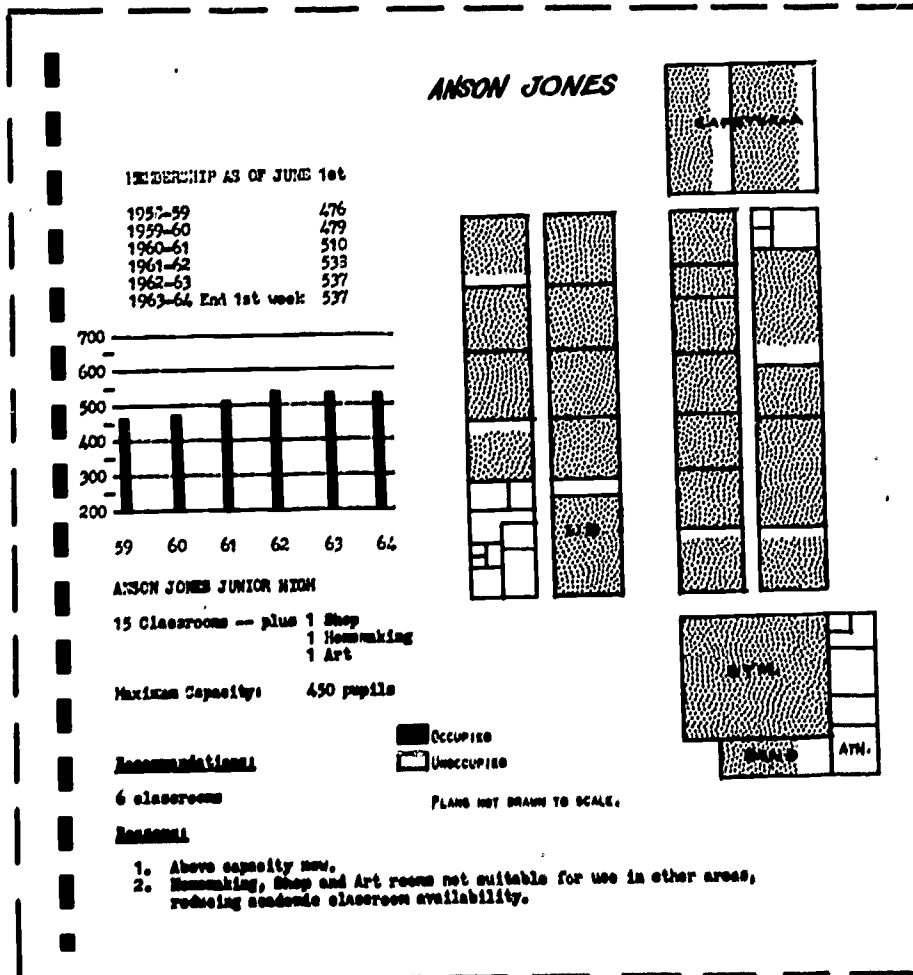 ANSON JONES
CAFETERIA
MEMBERSHIP AS OF JUNE 1st
1958-59 476
1959-60 479
1960-61 510
1961-62 533
1962-63 537
1963-64 End 1st week 537
700
600
500
400
300
200
59 60 61 62 63 64
LIB
ANSON JONES JUNIOR HIGH
15 Classrooms -- plus 1 Shop
1 Homemaking
1 Art
Maximum Capacity: 450 pupils
GYM.
BAND
ATH.
OCCUPIED
UNOCCUPIED
PLANS NOT DRAWN TO SCALE.
Recommendations:
6 classrooms
Reasons:
1. Above capacity now.
2. Homemaking, Shop and Art rooms not suitable for use in other areas,
reducing academic classroom availability.